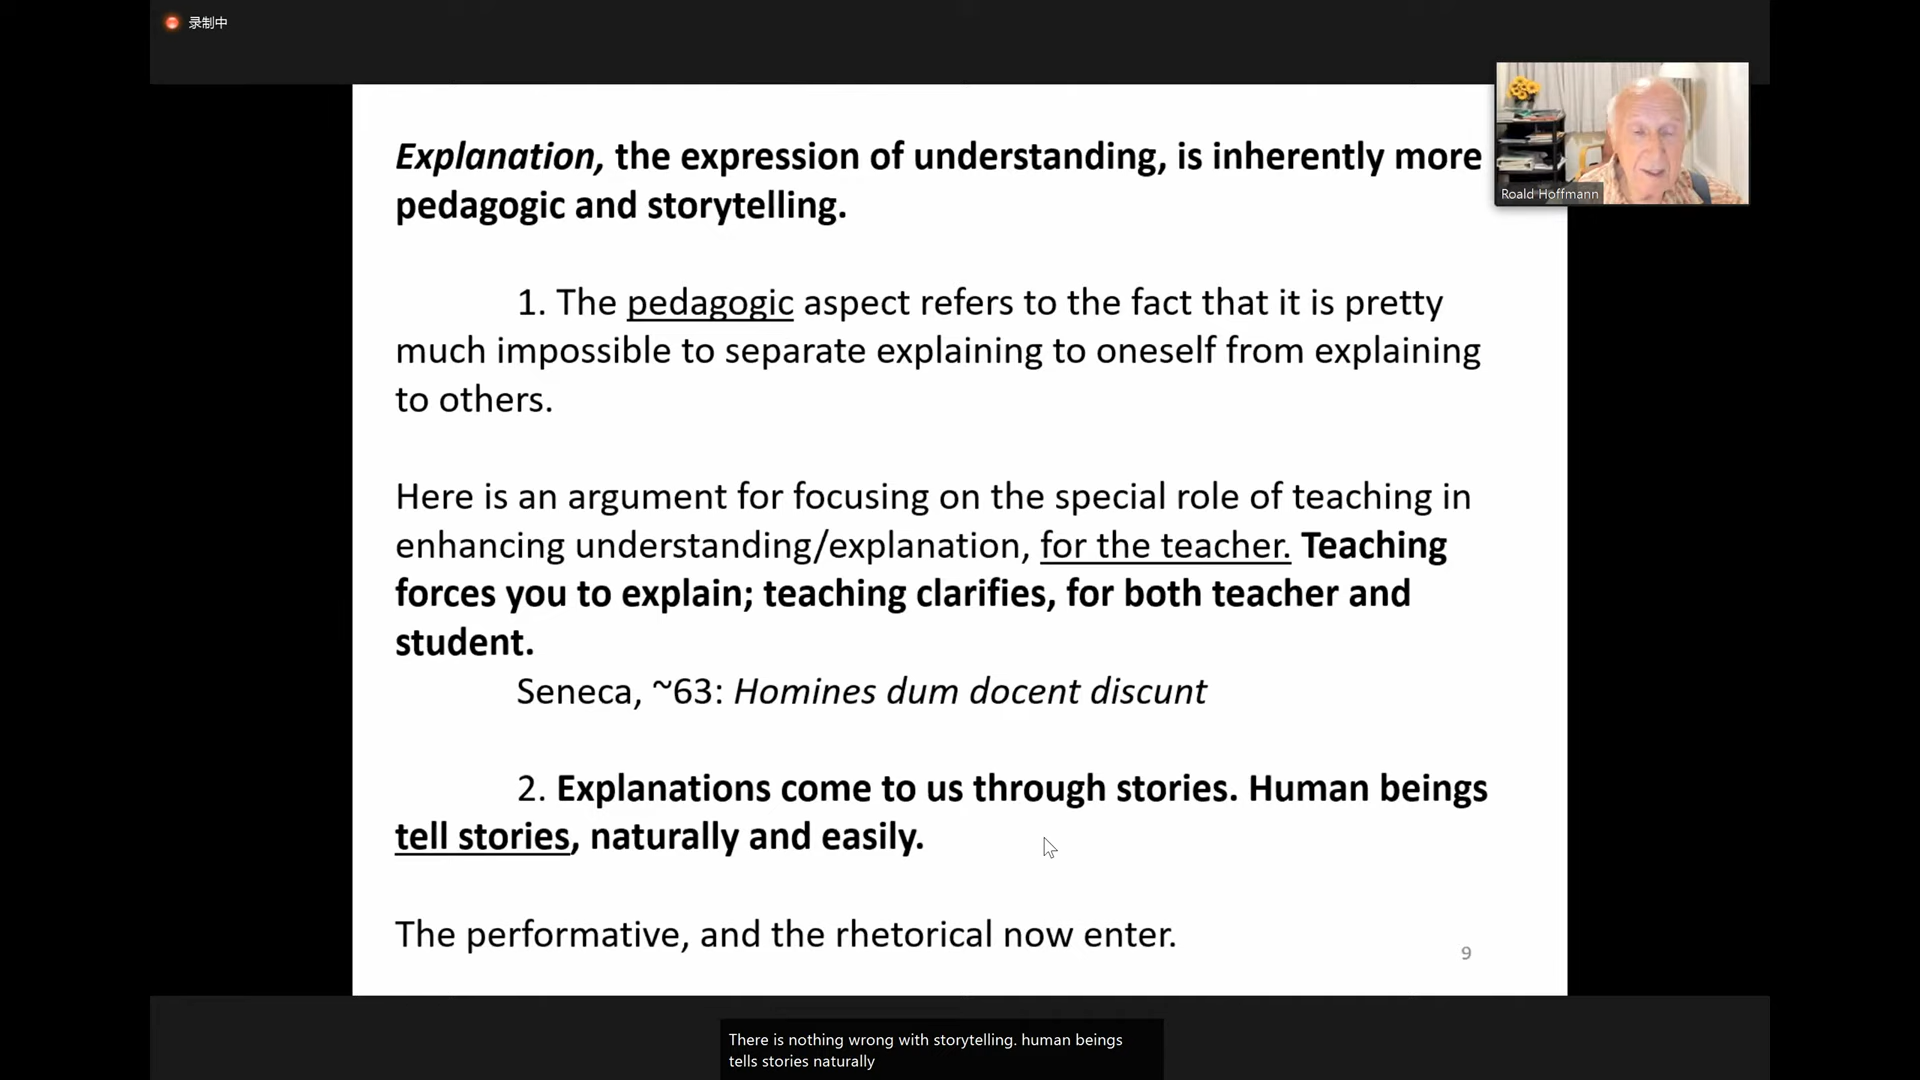 录制中
Explanation, the expression of understanding, is inherently more
pedagogic and storytelling.
Roald Hoffmann
1. The pedagogic aspect refers to the fact that it is pretty
much impossible to separate explaining to oneself from explaining
to others.
Here is an argument for focusing on the special role of teaching in
enhancing understanding/explanation, for the teacher. Teaching
forces you to explain; teaching clarifies, for both teacher and
student.
Seneca, ~63: Homines dum docent discunt
2. Explanations come to us through stories. Human beings
tell stories, naturally and easily.
The performative, and the rhetorical now enter.
9
There is nothing wrong with storytelling. human beings
tells stories naturally